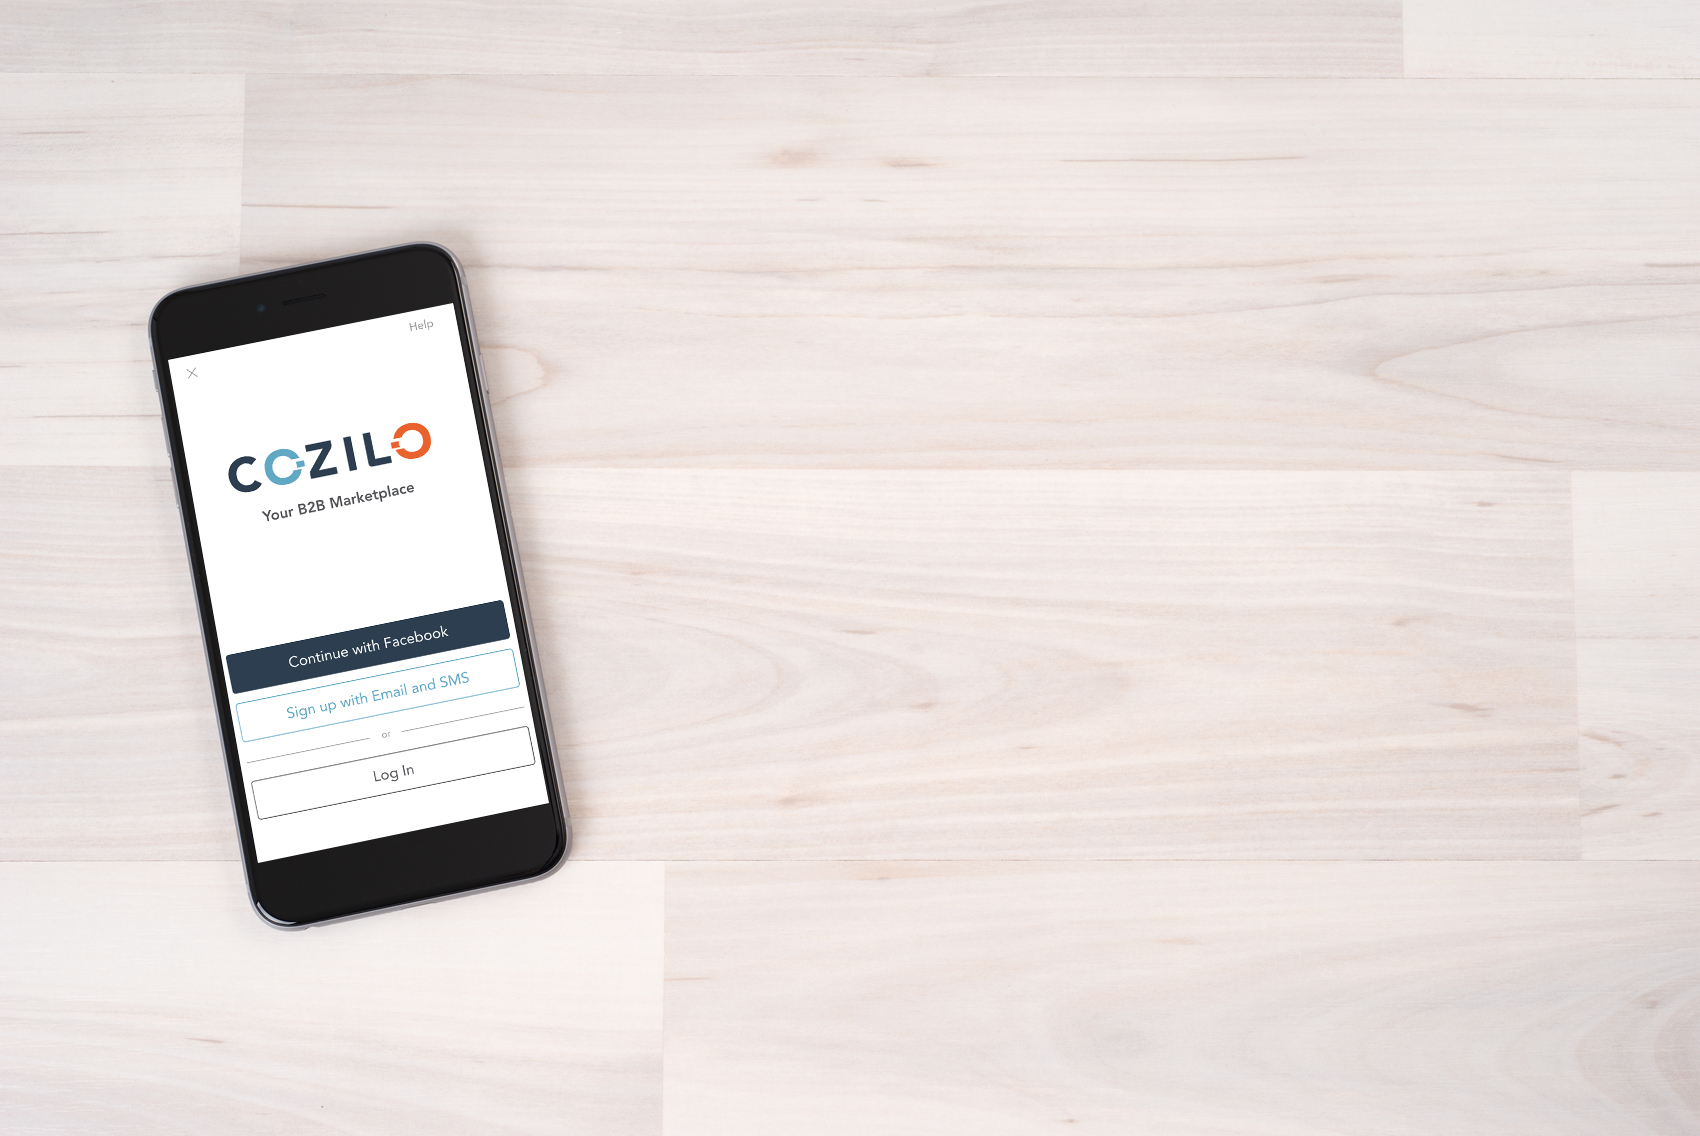 Help
COZILO
Your B2B Marketplace
Continue with Facebook
Sign up with Email and SMS
or
Log In